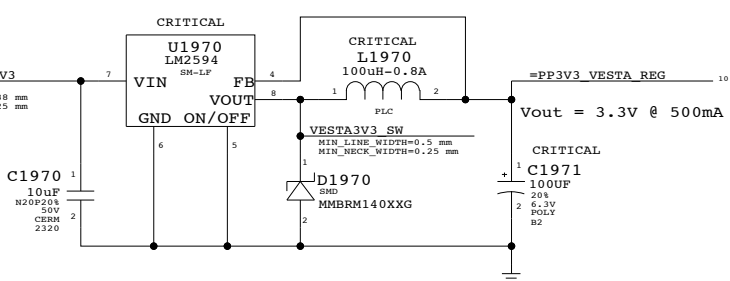 CRITICAL
U1970
LM2594
SM-LF
V3
7
VIN
FB
4
VOUT
8
GND
ON/OFF
6
5
38 mm
25 mm
CRITICAL
L1970
100uH-0.8A
1
2
PLC
=PP3V3_VESTA_REG
10
Vout = 3.3V @ 500mA
VESTA3V3_SW
MIN_LINE_WIDTH=0.5 mm
MIN_NECK_WIDTH=0.25 mm
C1970
1
10uF
N20P20%
50V
2
CERM
2320
1
D1970
SMD
MMBRM140XXG
2
CRITICAL
+
1
C1971
100UF
20%
2
6.3V
POLY
B2